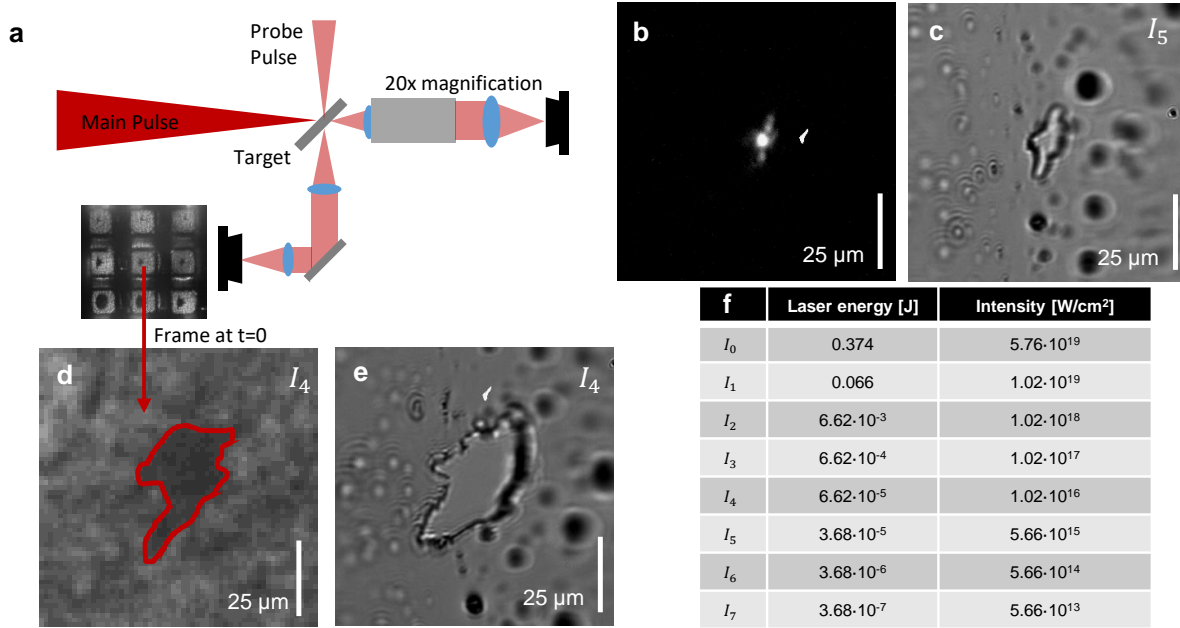 a
Probe
Pulse
20x magnification
Main Pulse
Target
Frame at t=0
b
25 µm
c
I₅
25 µm
d
I₄
25 µm
e
I₄
25 µm
f Laser energy [J] Intensity [W/cm²]
I₀ 0.374 5.76·10¹⁹
I₁ 0.066 1.02·10¹⁹
I₂ 6.62·10⁻³ 1.02·10¹⁸
I₃ 6.62·10⁻⁴ 1.02·10¹⁷
I₄ 6.62·10⁻⁵ 1.02·10¹⁶
I₅ 3.68·10⁻⁵ 5.66·10¹⁵
I₆ 3.68·10⁻⁶ 5.66·10¹⁴
I₇ 3.68·10⁻⁷ 5.66·10¹³